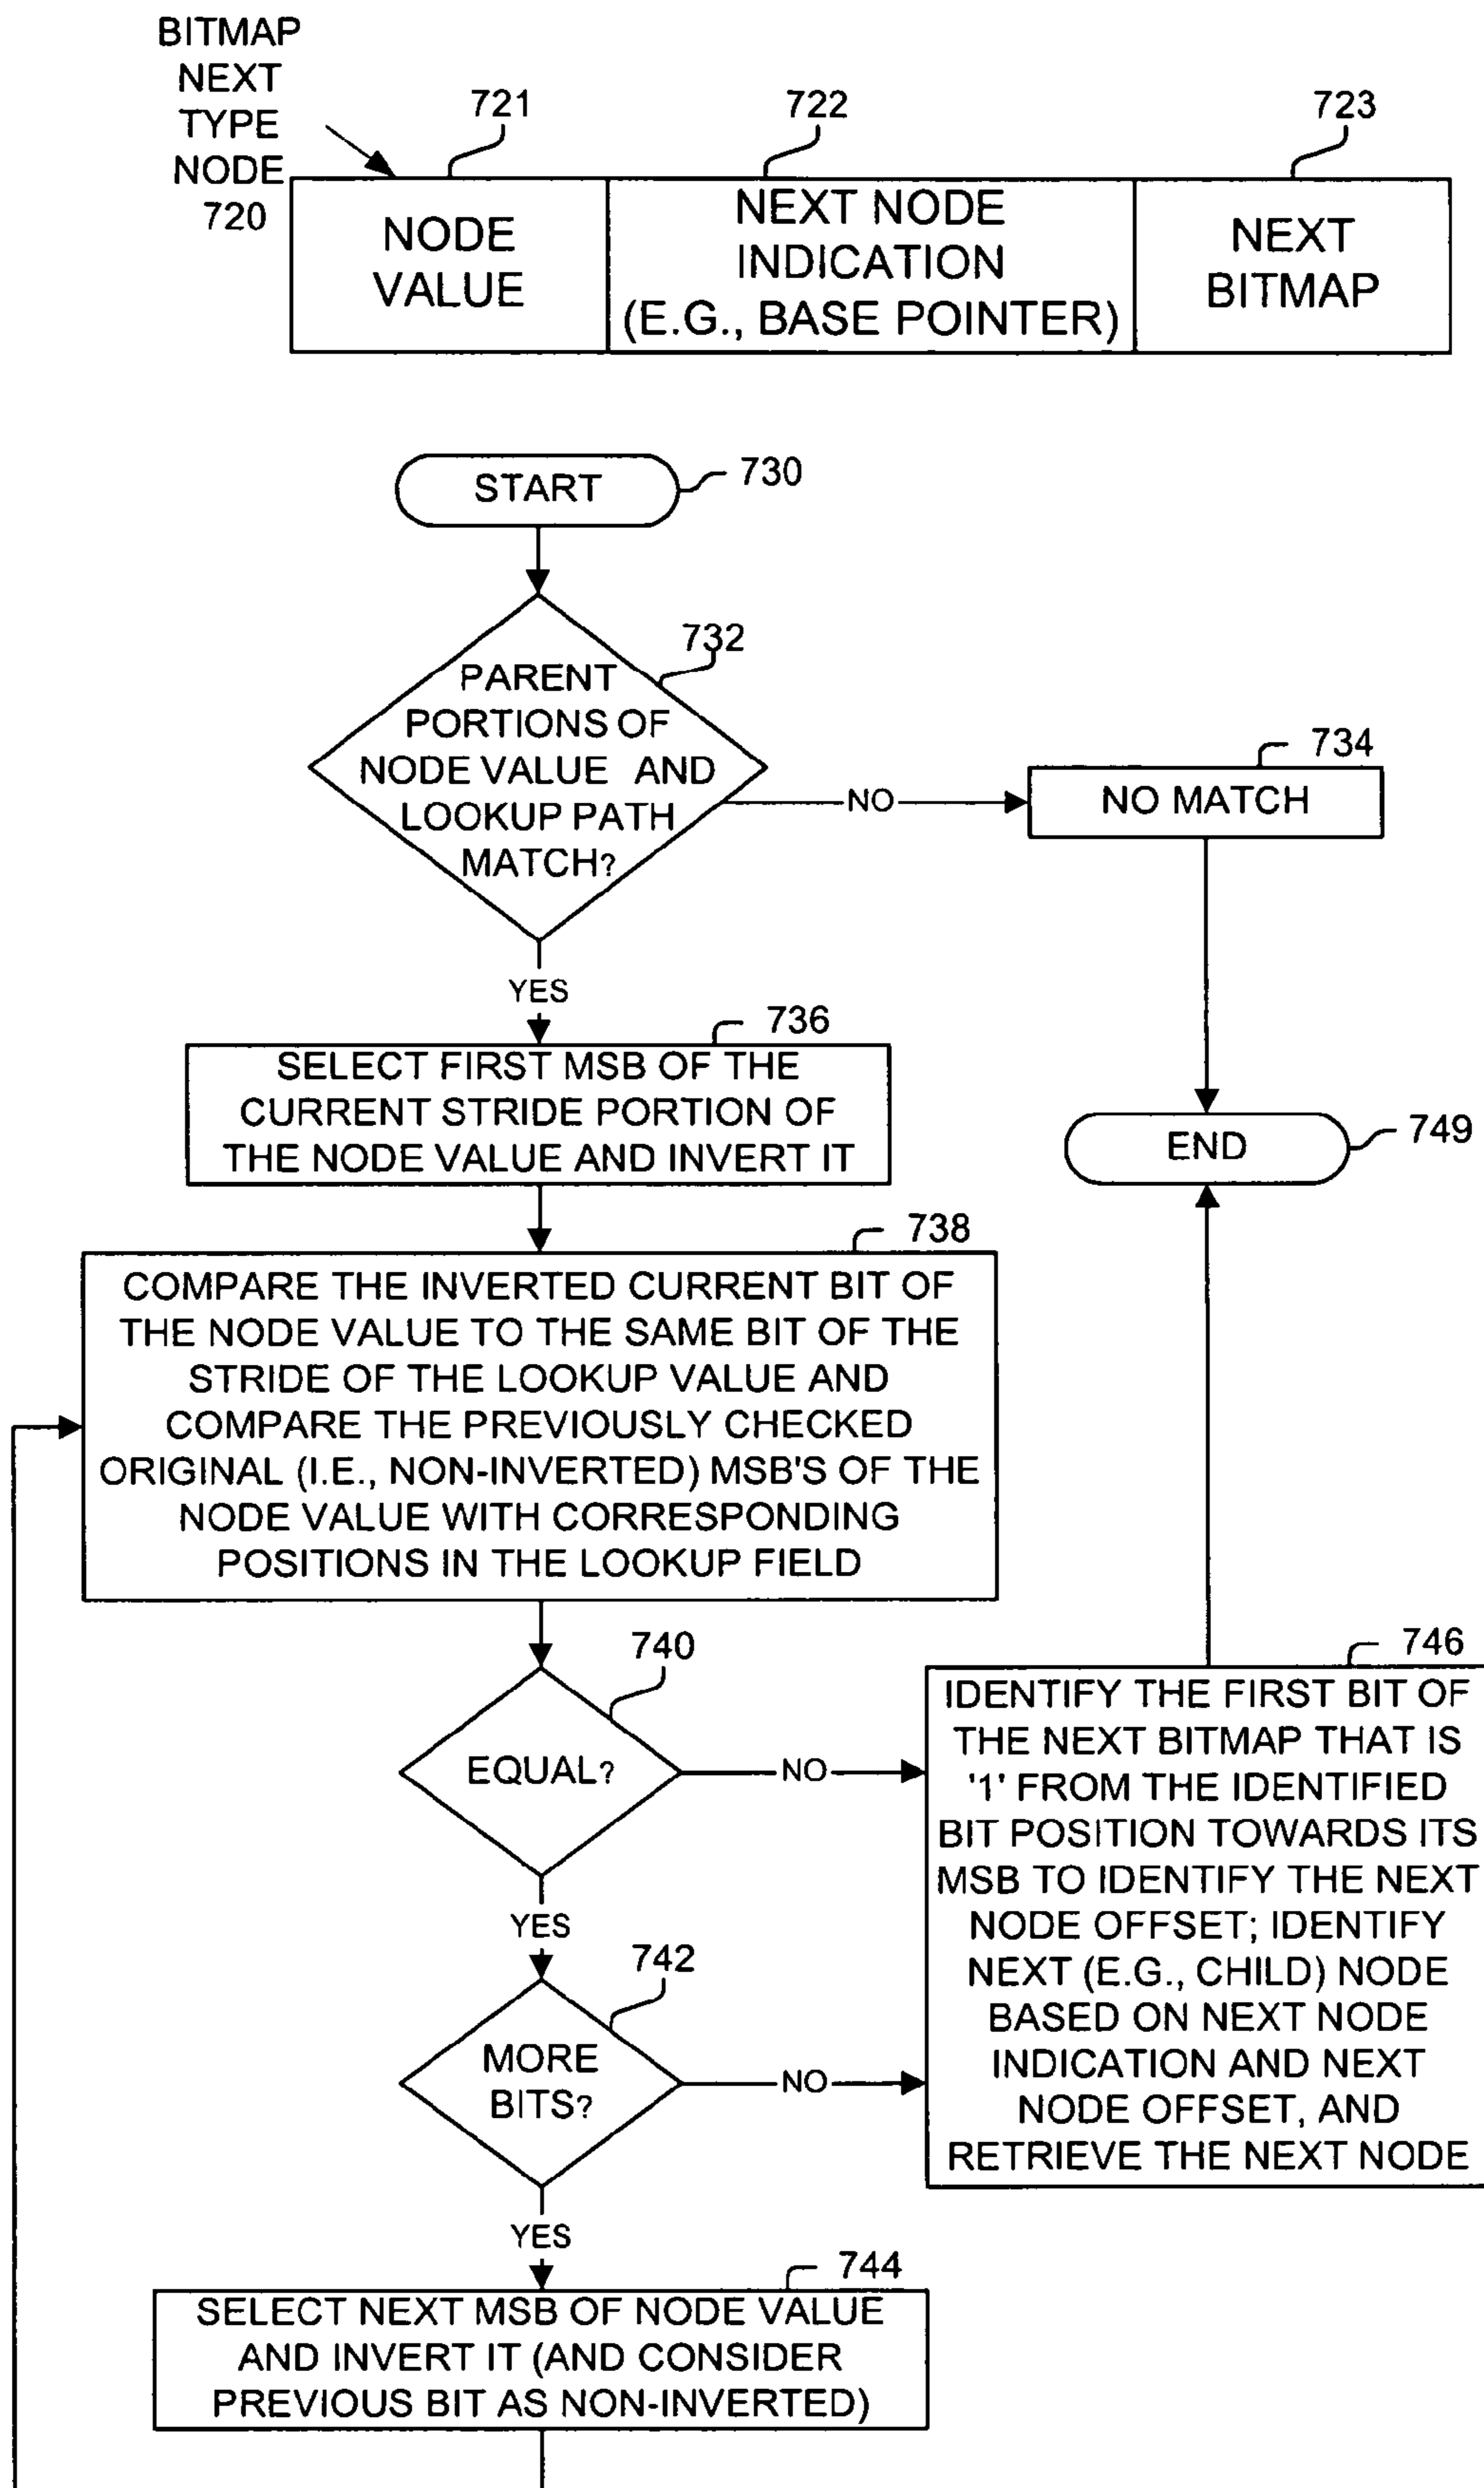 BITMAP
NEXT
TYPE
NODE
720
721
722
723
NODE
VALUE
NEXT NODE
INDICATION
(E.G., BASE POINTER)
NEXT
BITMAP
START
730
732
PARENT
PORTIONS OF
NODE VALUE AND
LOOKUP PATH
MATCH?
NO
734
NO MATCH
YES
736
SELECT FIRST MSB OF THE
CURRENT STRIDE PORTION OF
THE NODE VALUE AND INVERT IT
END
749
738
COMPARE THE INVERTED CURRENT BIT OF
THE NODE VALUE TO THE SAME BIT OF THE
STRIDE OF THE LOOKUP VALUE AND
COMPARE THE PREVIOUSLY CHECKED
ORIGINAL (I.E., NON-INVERTED) MSB'S OF THE
NODE VALUE WITH CORRESPONDING
POSITIONS IN THE LOOKUP FIELD
740
EQUAL?
NO
YES
742
MORE
BITS?
NO
YES
746
IDENTIFY THE FIRST BIT OF
THE NEXT BITMAP THAT IS
'1' FROM THE IDENTIFIED
BIT POSITION TOWARDS ITS
MSB TO IDENTIFY THE NEXT
NODE OFFSET; IDENTIFY
NEXT (E.G., CHILD) NODE
BASED ON NEXT NODE
INDICATION AND NEXT
NODE OFFSET, AND
RETRIEVE THE NEXT NODE
744
SELECT NEXT MSB OF NODE VALUE
AND INVERT IT (AND CONSIDER
PREVIOUS BIT AS NON-INVERTED)